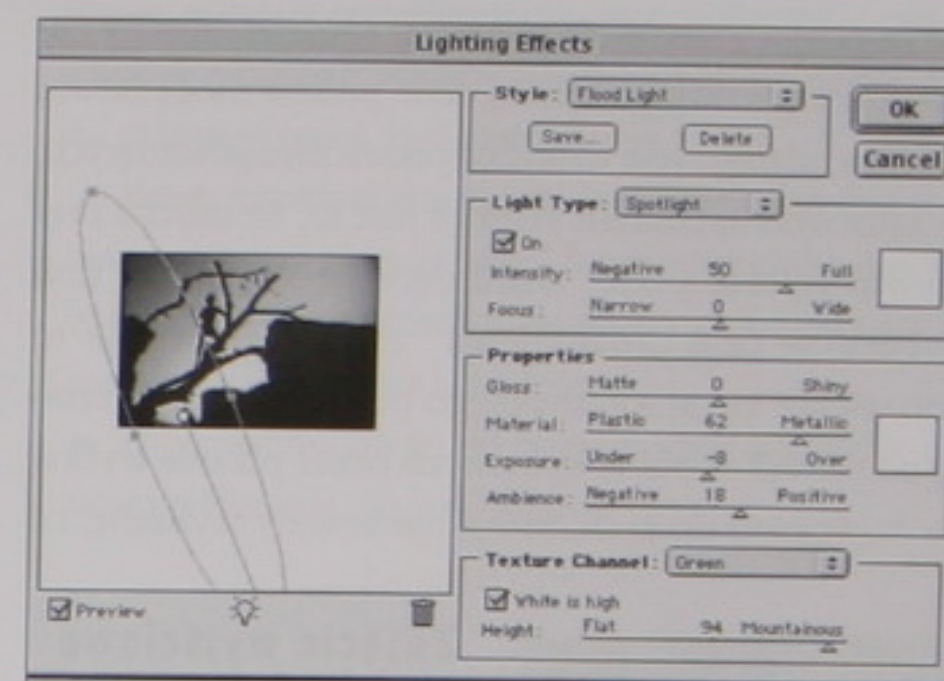 Lighting Effects
Style: Flood Light
Save... Delete
OK
Cancel
Light Type: Spotlight
On
Intensity: Negative 50 Full
Focus: Narrow 0 Wide
Properties
Gloss: Matte 0 Shiny
Material: Plastic 62 Metallic
Exposure: Under -8 Over
Ambience: Negative 18 Positive
Texture Channel: Green
White is high
Height: Flat 94 Mountainous
Preview